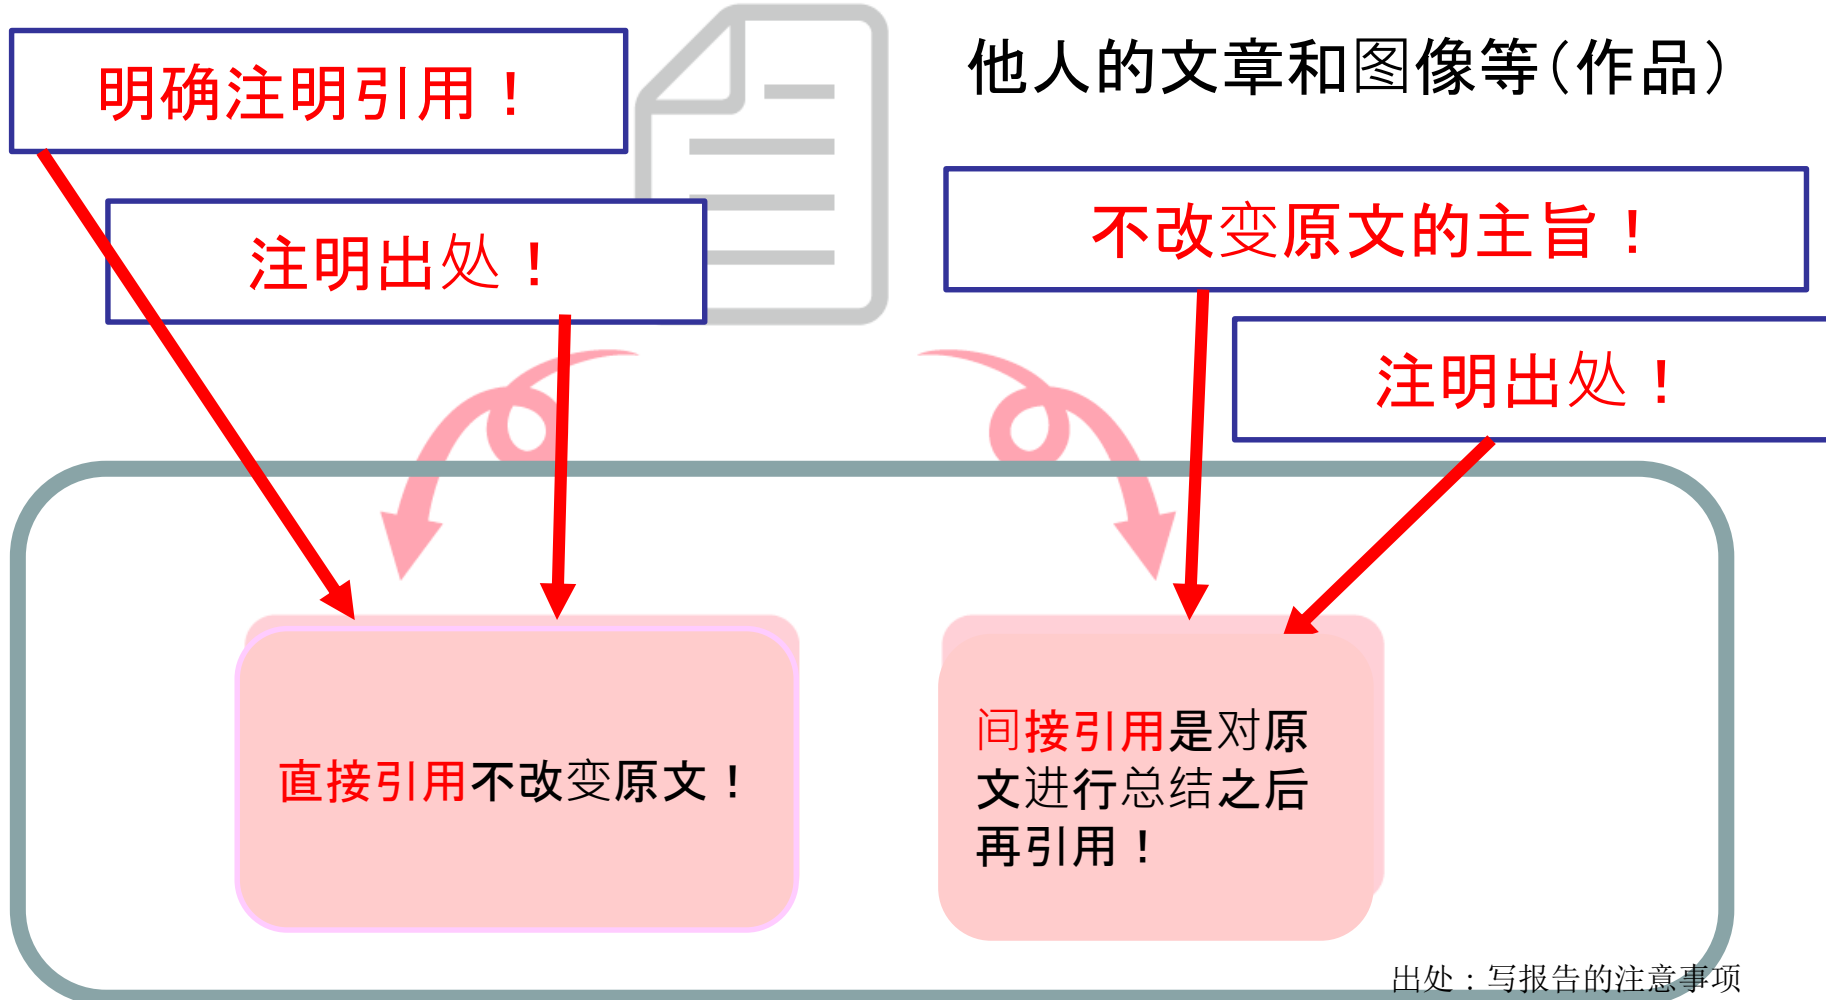 他人的文章和图像等（作品）
明确注明引用！
注明出处！
不改变原文的主旨！
注明出处！
直接引用不改变原文！
间接引用是对原
文进行总结之后
再引用！
出处：写报告的注意事项